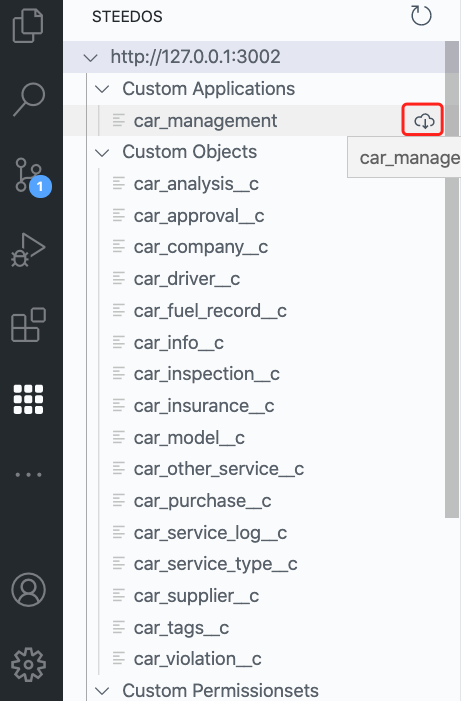 STEEDOS
http://127.0.0.1:3002
Custom Applications
car_management
car_manage
Custom Objects
car_analysis__c
car_approval__c
car_company__c
car_driver__c
car_fuel_record__c
car_info__c
car_inspection__c
car_insurance__c
car_model__c
car_other_service__c
car_purchase__c
car_service_log__c
car_service_type__c
car_supplier__c
car_tags__c
car_violation__c
Custom Permissionsets
1